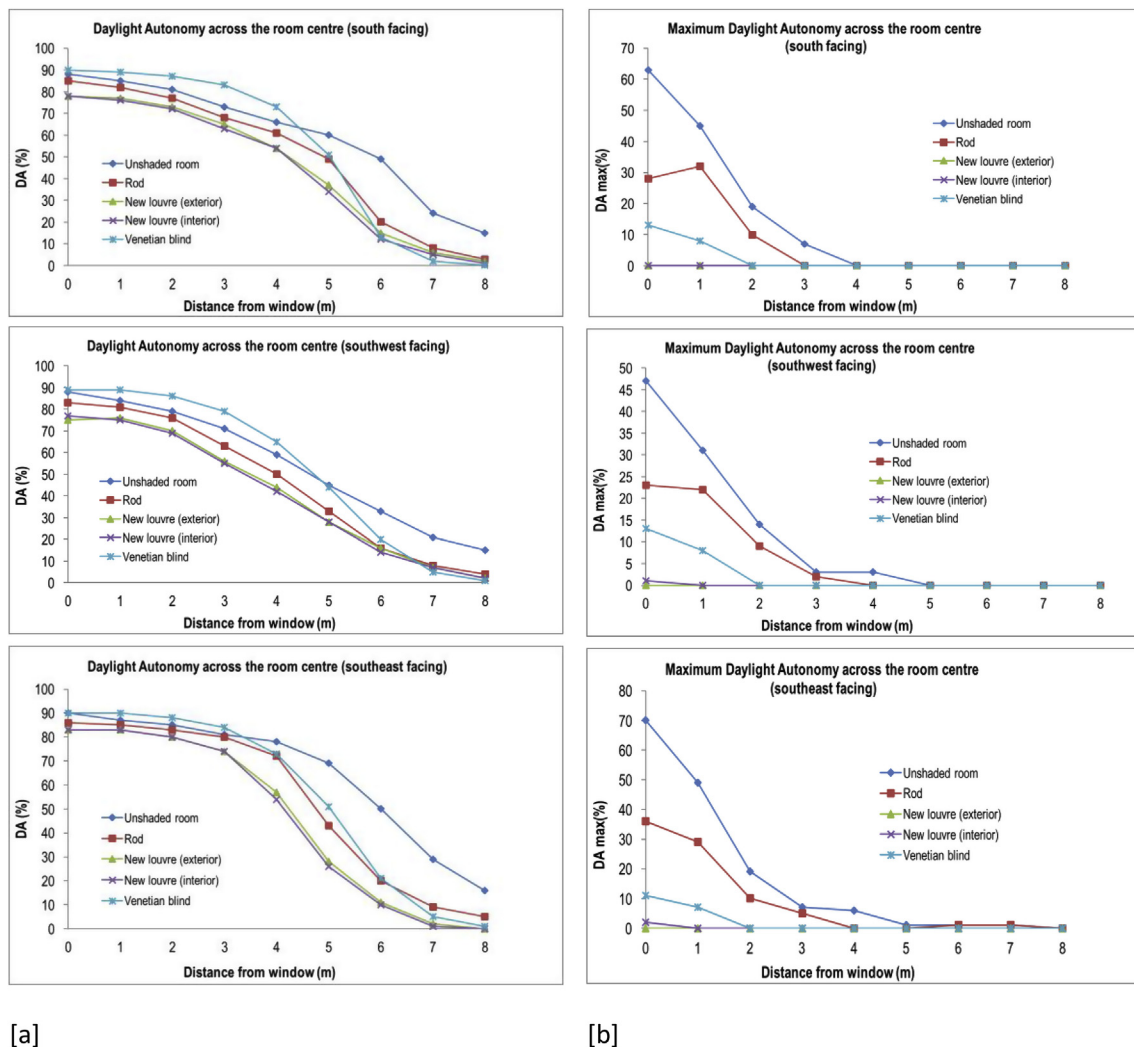 Daylight Autonomy across the room centre (south facing)
100
90
80
70
60
50
40
30
20
10
0
DA (%)
Unshaded room
Rod
New louvre (exterior)
New louvre (interior)
Venetian blind
0 1 2 3 4 5 6 7 8
Distance from window (m)
Maximum Daylight Autonomy across the room centre
(south facing)
70
60
50
40
30
20
10
0
DA max(%)
Unshaded room
Rod
New louvre (exterior)
New louvre (interior)
Venetian blind
0 1 2 3 4 5 6 7 8
Distance from window (m)
Daylight Autonomy across the room centre (southwest facing)
100
90
80
70
60
50
40
30
20
10
0
DA (%)
Unshaded room
Rod
New louvre (exterior)
New louvre (interior)
Venetian blind
0 1 2 3 4 5 6 7 8
Distance from window (m)
Maximum Daylight Autonomy across the room centre
(southwest facing)
50
45
40
35
30
25
20
15
10
5
0
DA max(%)
Unshaded room
Rod
New louvre (exterior)
New louvre (interior)
Venetian blind
0 1 2 3 4 5 6 7 8
Distance from window (m)
Daylight Autonomy across the room centre (southeast facing)
100
90
80
70
60
50
40
30
20
10
0
DA (%)
Unshaded room
Rod
New louvre (exterior)
New louvre (interior)
Venetian blind
0 1 2 3 4 5 6 7 8
Distance from window (m)
Maximum Daylight Autonomy across the room centre
(southeast facing)
80
70
60
50
40
30
20
10
0
DA max(%)
Unshaded room
Rod
New louvre (exterior)
New louvre (interior)
Venetian blind
0 1 2 3 4 5 6 7 8
Distance from window (m)
[a]
[b]